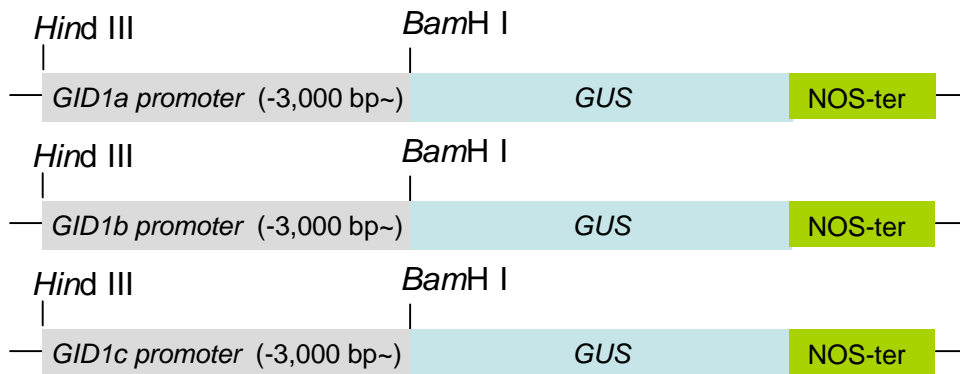 Hind III BamH I
GID1a promoter (-3,000 bp~) GUS NOS-ter
Hind III BamH I
GID1b promoter (-3,000 bp~) GUS NOS-ter
Hind III BamH I
GID1c promoter (-3,000 bp~) GUS NOS-ter